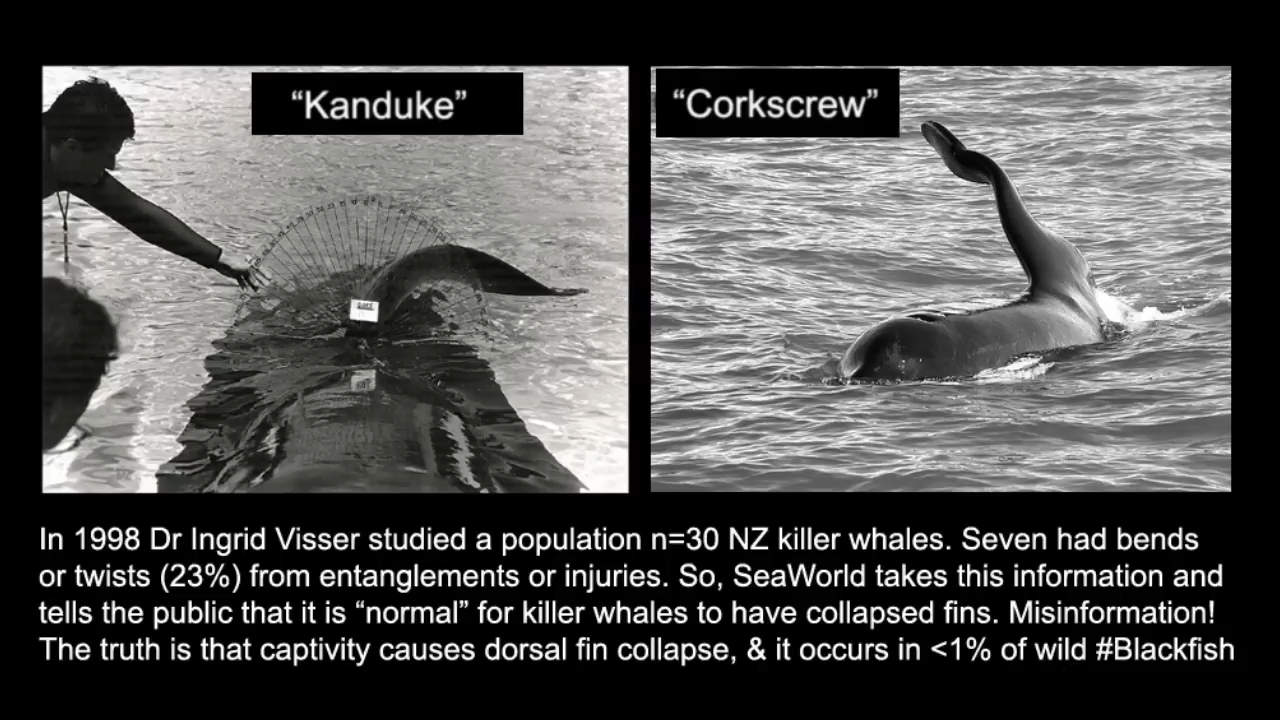 “Kanduke”
“Corkscrew”
In 1998 Dr Ingrid Visser studied a population n=30 NZ killer whales. Seven had bends
or twists (23%) from entanglements or injuries. So, SeaWorld takes this information and
tells the public that it is “normal” for killer whales to have collapsed fins. Misinformation!
The truth is that captivity causes dorsal fin collapse, & it occurs in <1% of wild #Blackfish